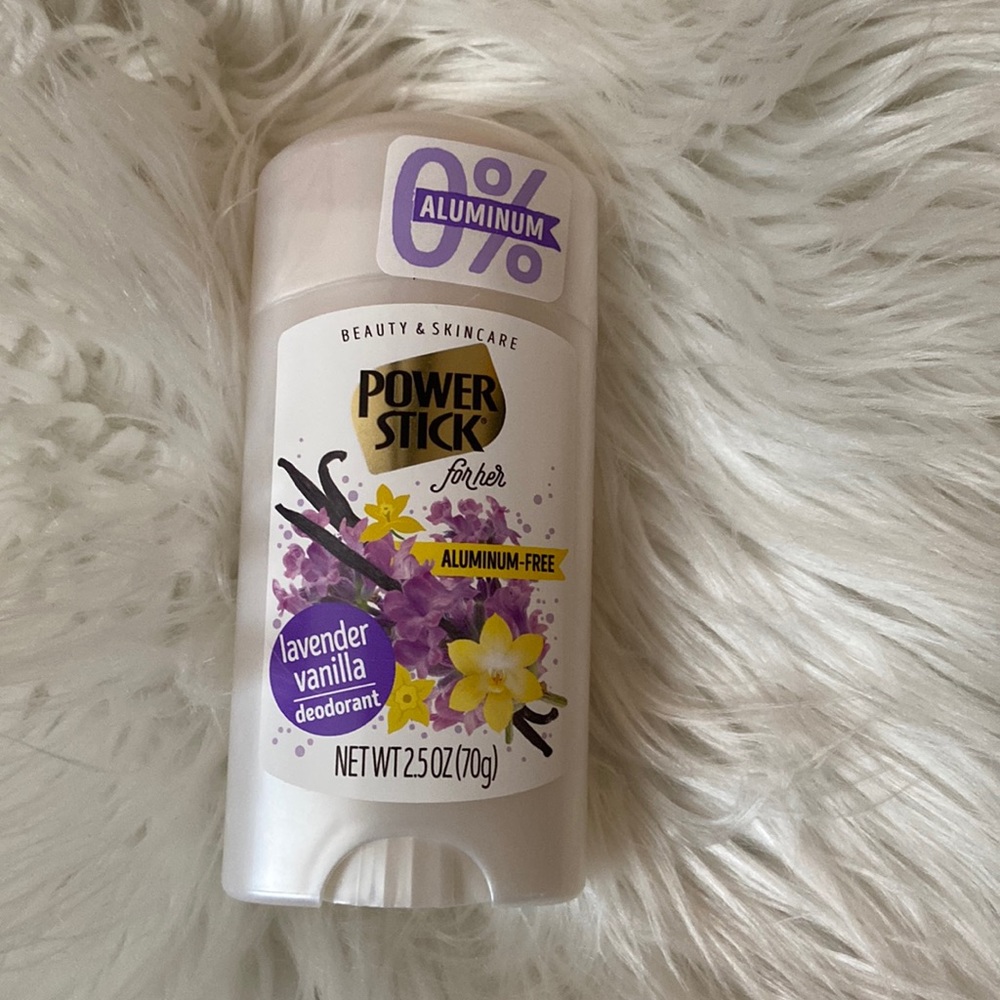 0%
ALUMINUM
BEAUTY & SKINCARE
POWER
STICK
for her
ALUMINUM-FREE
lavender
vanilla
deodorant
NET WT 2.5 OZ (70g)